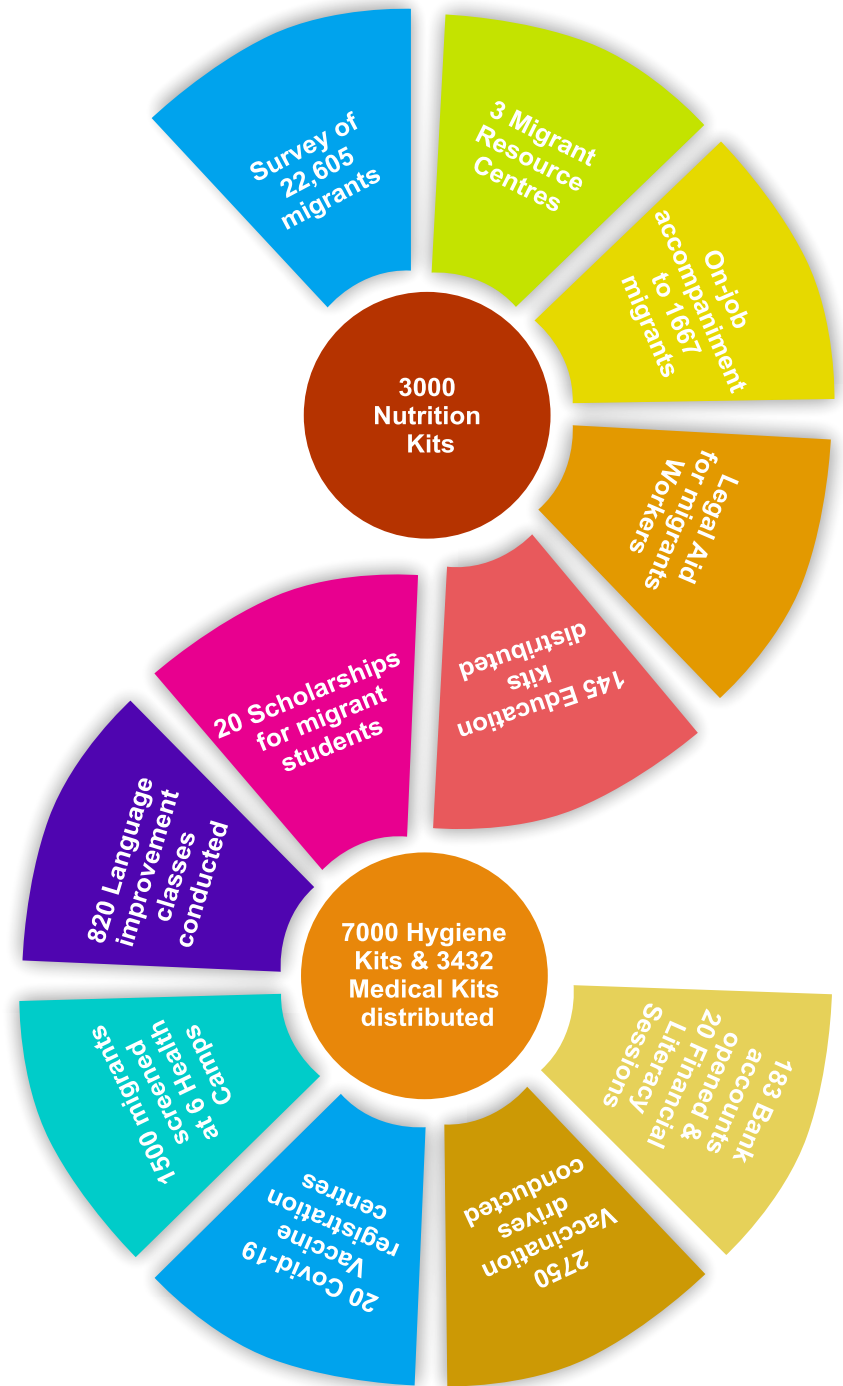 Survey of
22,605
migrants
3 Migrant
Resource
Centres
On-job
accompaniment
to 1667
migrants
3000
Nutrition
Kits
Legal Aid
for migrants
Workers
145 Education
kits
distributed
20 Scholarships
for migrant
students
820 Language
improvement
classes
conducted
7000 Hygiene
Kits & 3432
Medical Kits
distributed
1500 migrants
screened
at 6 Health
Camps
20 Covid-19
Vaccine
registration
centres
2750
Vaccination
drives
conducted
183 Bank
accounts
opened &
20 Financial
Literacy
Sessions